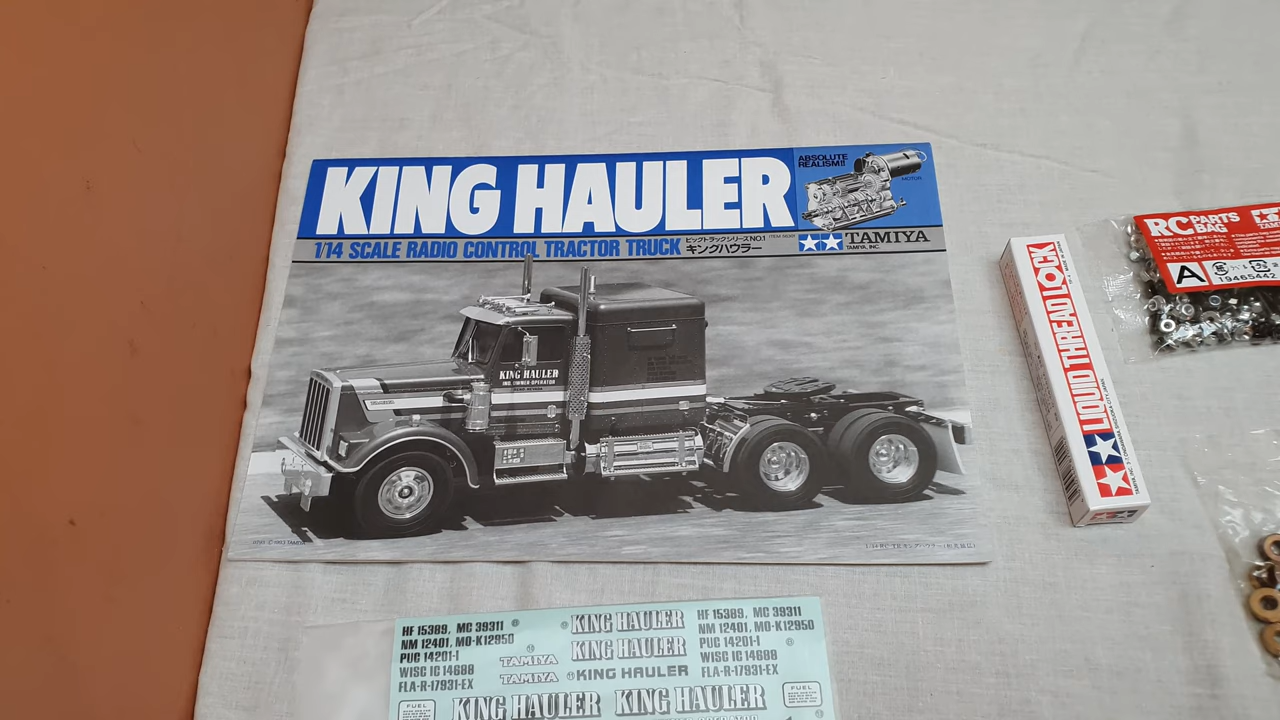 KING HAULER
ABSOLUTE
REALISM!!
MOTOR
1/14 SCALE RADIO CONTROL TRACTOR TRUCK
ビッグトラックシリーズNO.1
キングハウラー
TAMIYA
TAMIYA, INC.
KING HAULER
LIQUID THREAD LOCK
RC PARTS
BAG
A
19465442
HF 15389, MC 39311
NM 12401, MO-K12950
PUC 14201-1
WISC IC 14688
FLA-R-17931-EX
TAMIYA
TAMIYA
KING HAULER
KING HAULER
KING HAULER
HF 15389, MC 39311
NM 12401, MO-K12950
PUC 14201-1
WISC IC 14688
FLA-R-17931-EX
FUEL
KING HAULER
KING HAULER
FUEL